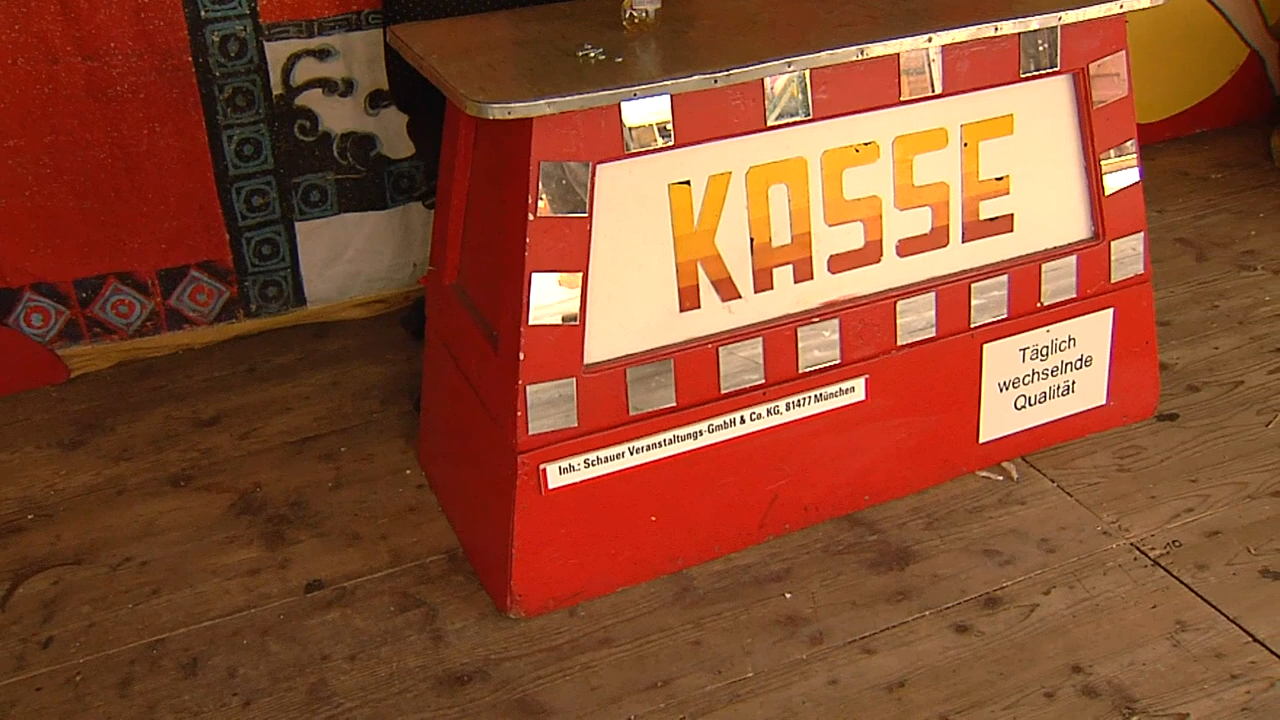 KASSE
Inh.: Schauer Veranstaltungs-GmbH & Co. KG, 81477 München
Täglich
wechselnde
Qualität